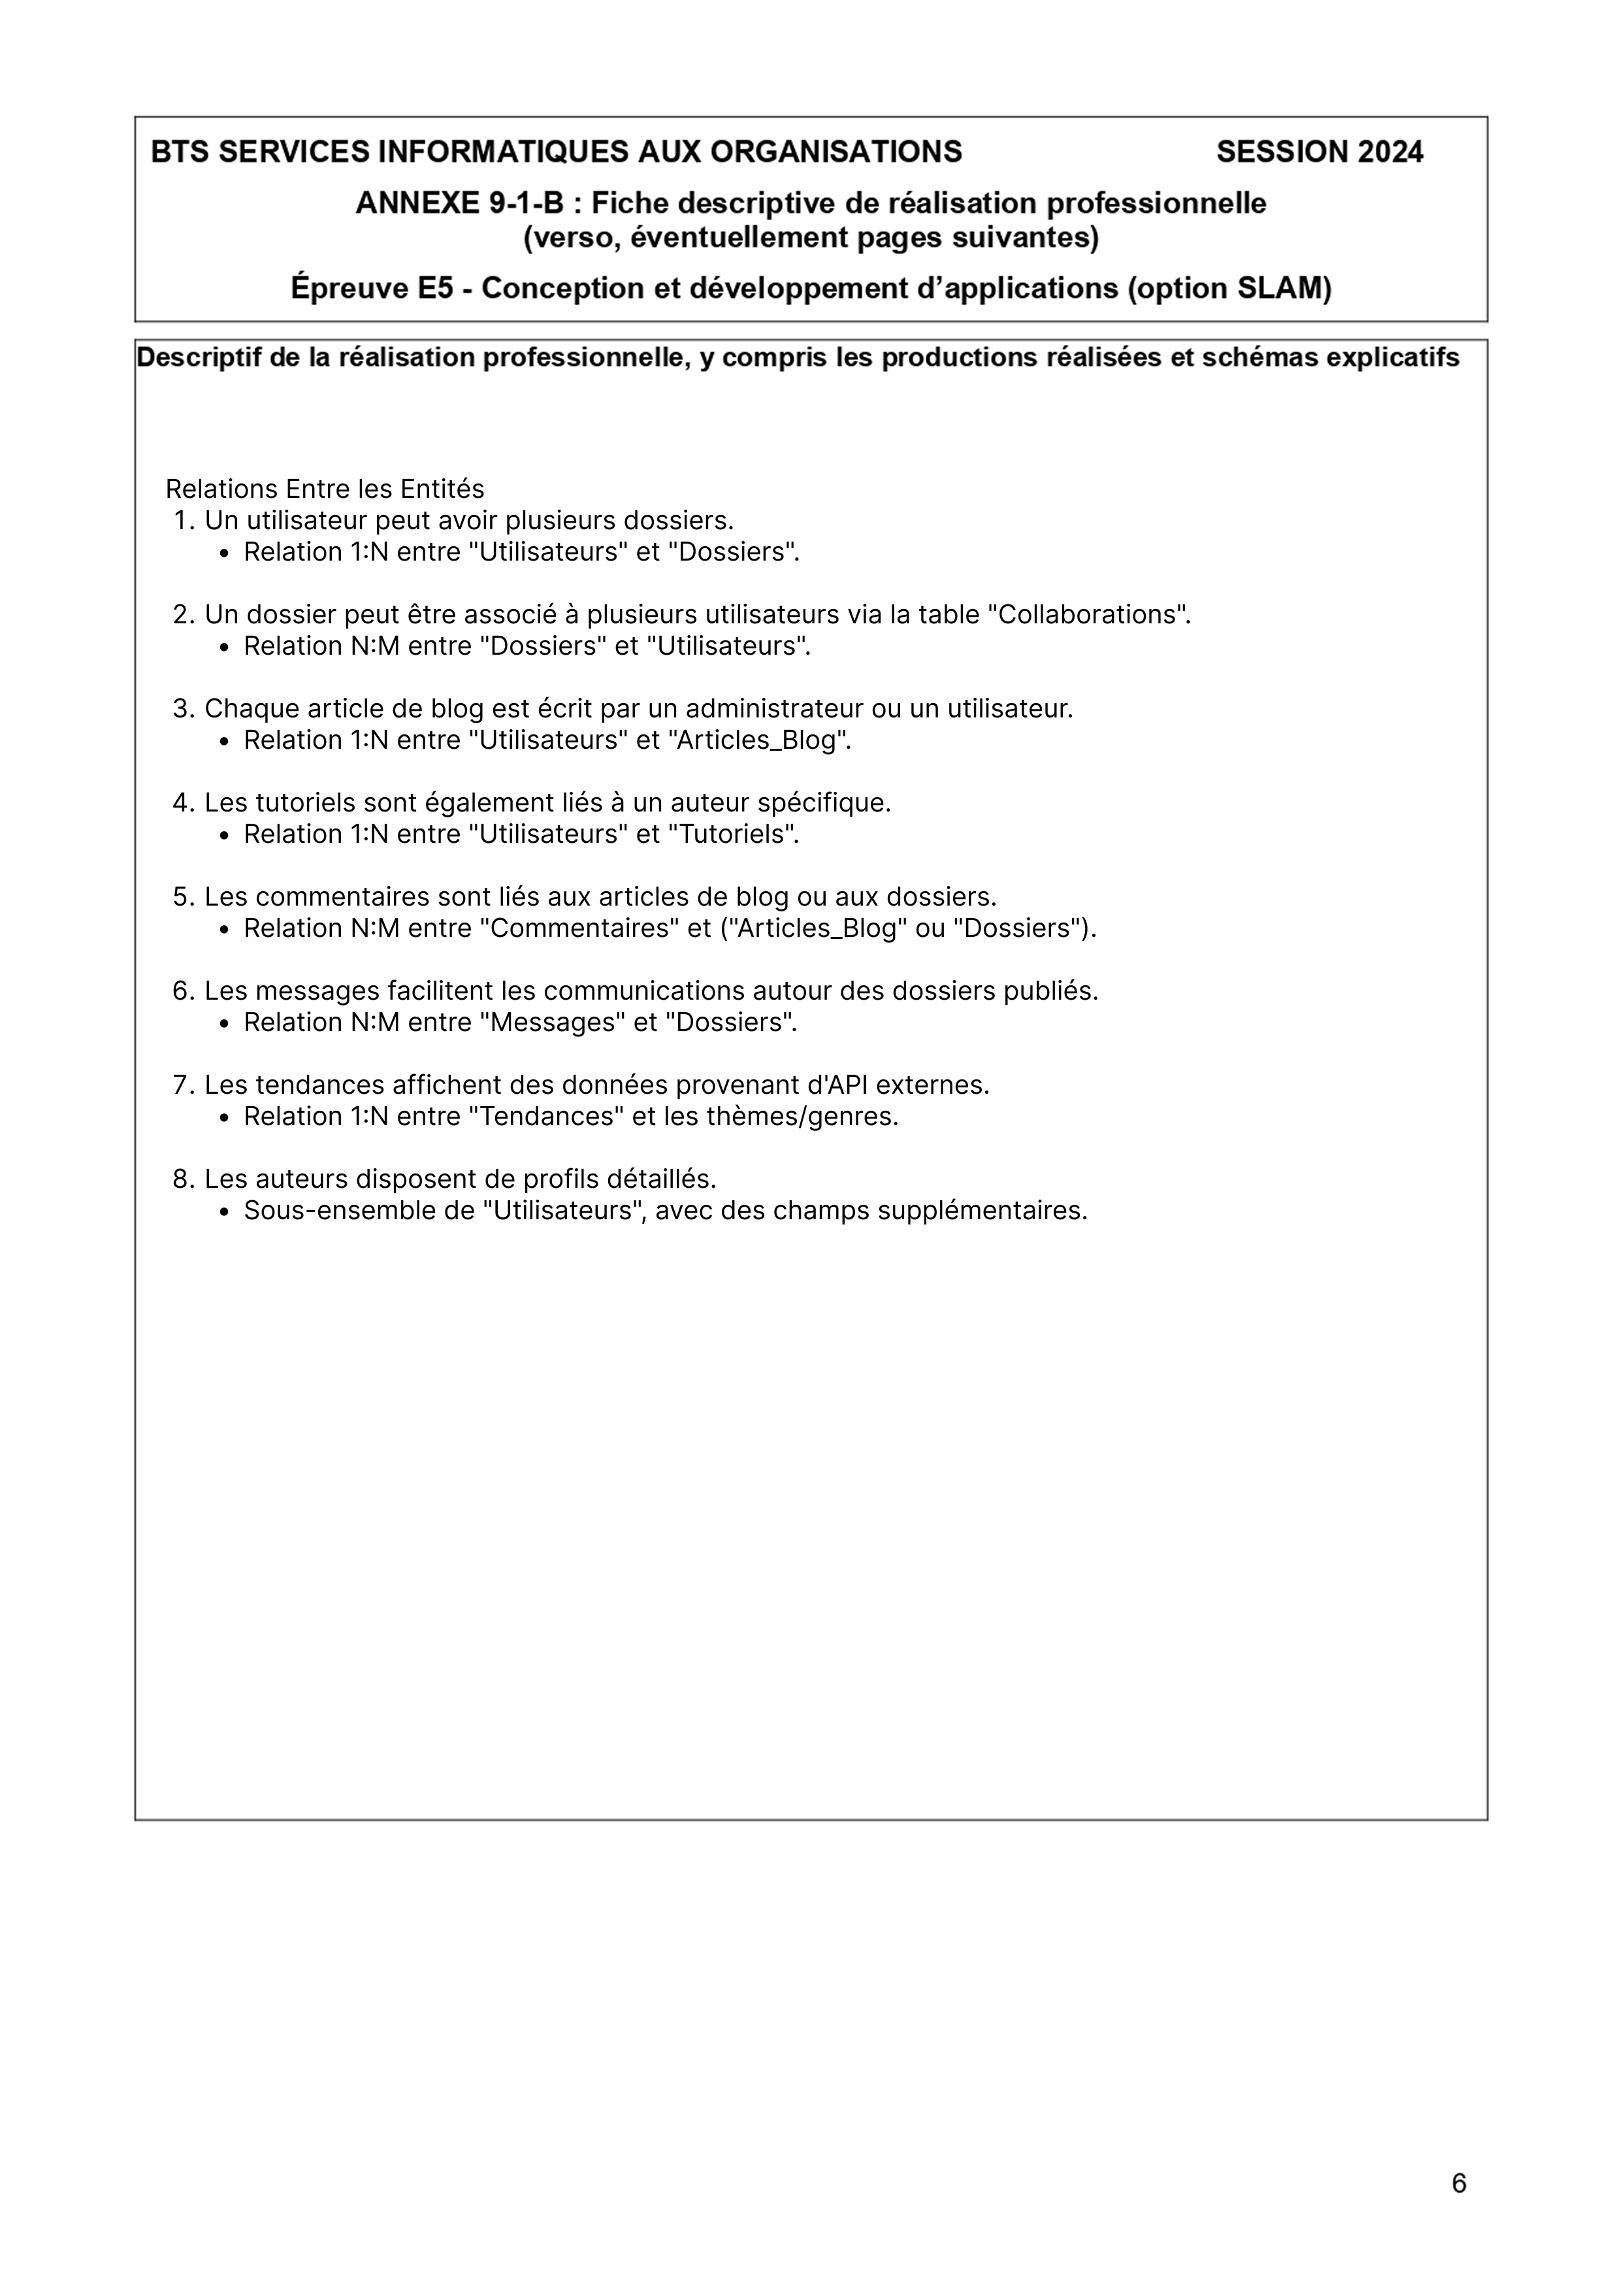 BTS SERVICES INFORMATIQUES AUX ORGANISATIONS SESSION 2024
ANNEXE 9-1-B : Fiche descriptive de réalisation professionnelle
(verso, éventuellement pages suivantes)
Épreuve E5 - Conception et développement d’applications (option SLAM)
Descriptif de la réalisation professionnelle, y compris les productions réalisées et schémas explicatifs
Relations Entre les Entités
1. Un utilisateur peut avoir plusieurs dossiers.
• Relation 1:N entre "Utilisateurs" et "Dossiers".
2. Un dossier peut être associé à plusieurs utilisateurs via la table "Collaborations".
• Relation N:M entre "Dossiers" et "Utilisateurs".
3. Chaque article de blog est écrit par un administrateur ou un utilisateur.
• Relation 1:N entre "Utilisateurs" et "Articles_Blog".
4. Les tutoriels sont également liés à un auteur spécifique.
• Relation 1:N entre "Utilisateurs" et "Tutoriels".
5. Les commentaires sont liés aux articles de blog ou aux dossiers.
• Relation N:M entre "Commentaires" et ("Articles_Blog" ou "Dossiers").
6. Les messages facilitent les communications autour des dossiers publiés.
• Relation N:M entre "Messages" et "Dossiers".
7. Les tendances affichent des données provenant d'API externes.
• Relation 1:N entre "Tendances" et les thèmes/genres.
8. Les auteurs disposent de profils détaillés.
• Sous-ensemble de "Utilisateurs", avec des champs supplémentaires.
6